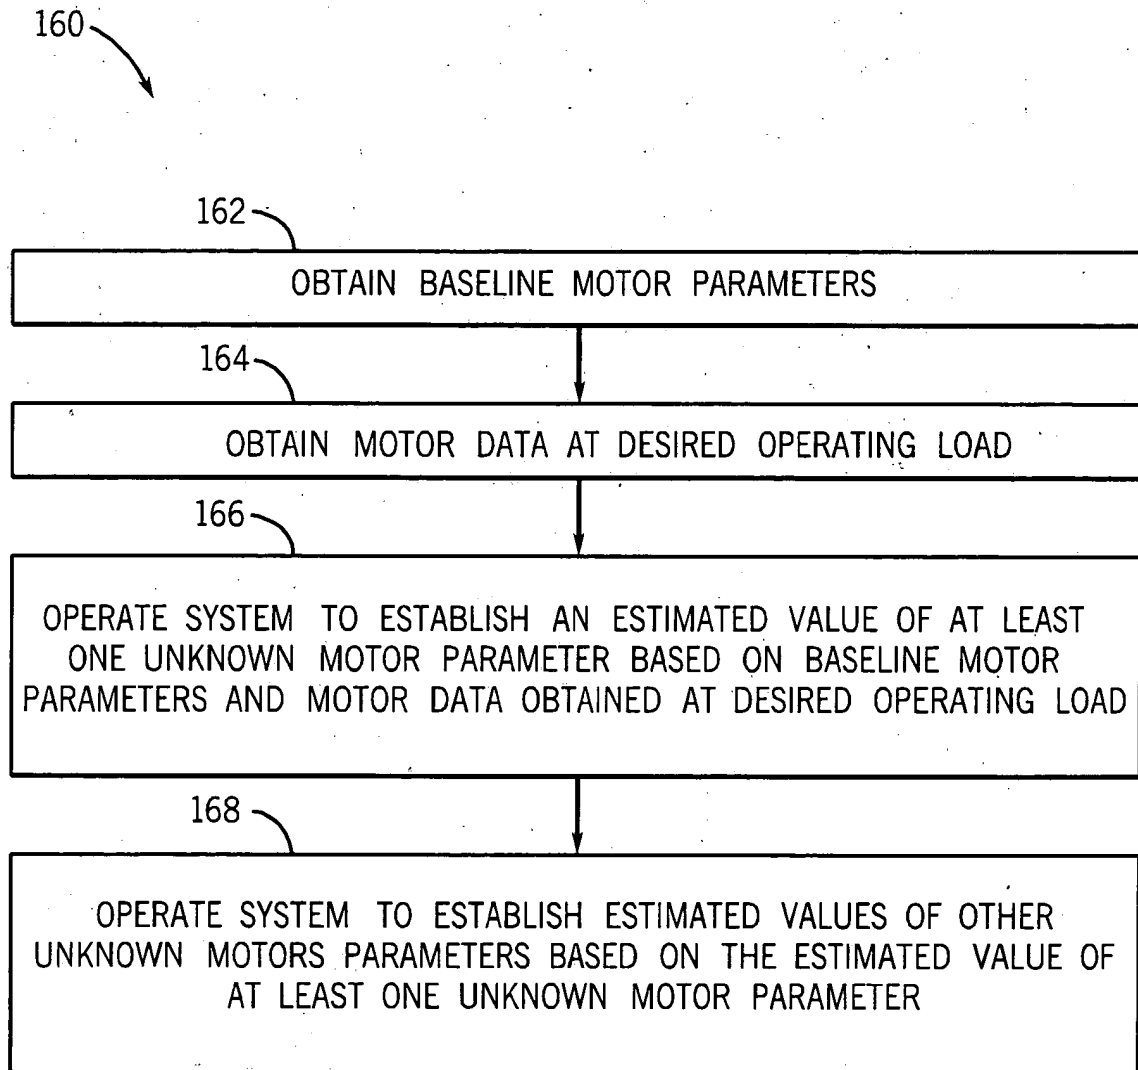 160
162
OBTAIN BASELINE MOTOR PARAMETERS
164
OBTAIN MOTOR DATA AT DESIRED OPERATING LOAD
166
OPERATE SYSTEM TO ESTABLISH AN ESTIMATED VALUE OF AT LEAST
ONE UNKNOWN MOTOR PARAMETER BASED ON BASELINE MOTOR
PARAMETERS AND MOTOR DATA OBTAINED AT DESIRED OPERATING LOAD
168
OPERATE SYSTEM TO ESTABLISH ESTIMATED VALUES OF OTHER
UNKNOWN MOTORS PARAMETERS BASED ON THE ESTIMATED VALUE OF
AT LEAST ONE UNKNOWN MOTOR PARAMETER